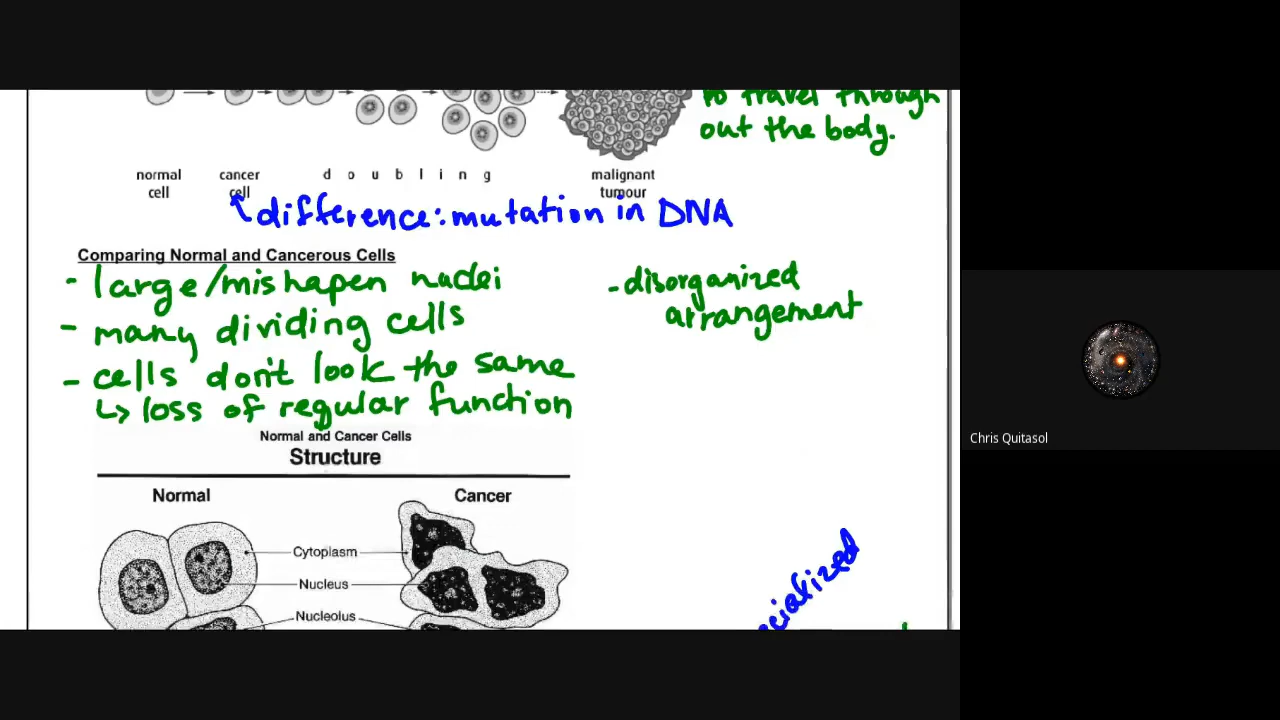 to travel through
out the body.
normal cancer d o u b l i n g malignant
cell cell tumour
difference: mutation in DNA
Comparing Normal and Cancerous Cells
- large/mishapen nuclei
- many dividing cells
- cells don't look the same
↳ loss of regular function
- disorganized
arrangement
Normal and Cancer Cells
Structure
Normal Cancer
Cytoplasm
Nucleus
Nucleolus
Chris Quitasol